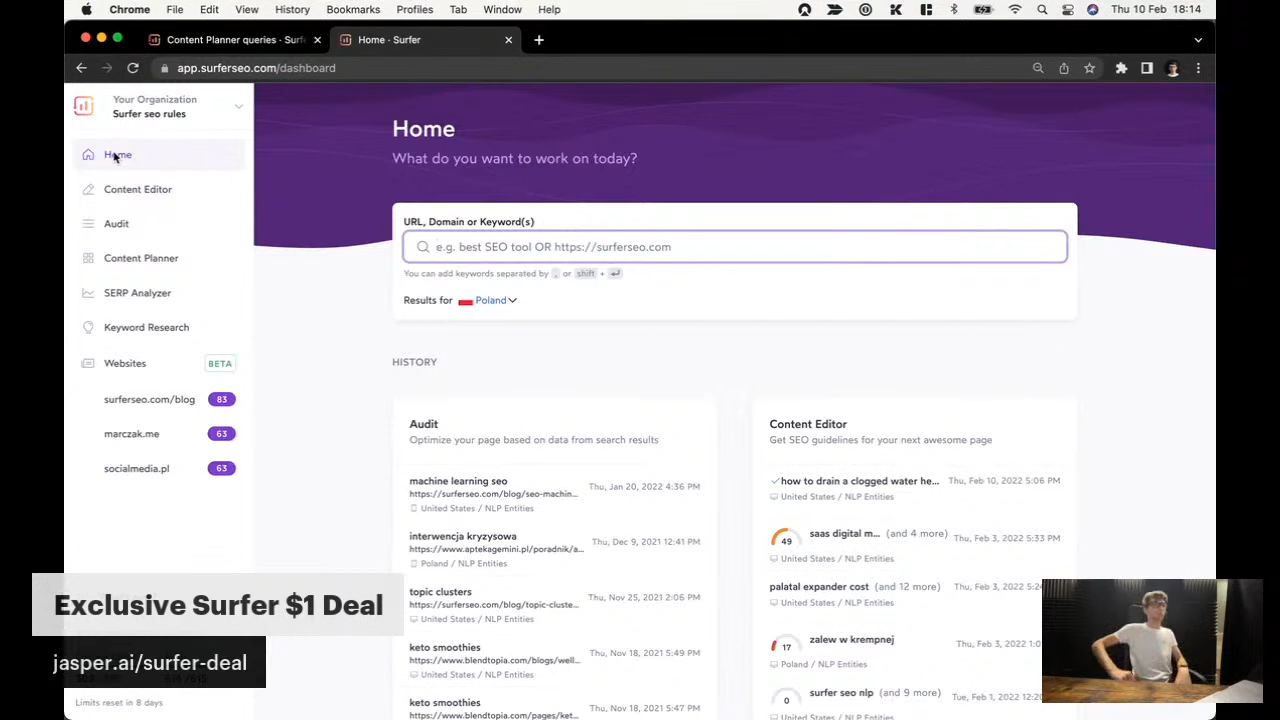 Chrome File Edit View History Bookmarks Profiles Tab Window Help Thu 10 Feb 18:14
Content Planner queries - Surf Home - Surfer
app.surferseo.com/dashboard
Your Organization
Surfer seo rules
Home
Content Editor
Audit
Content Planner
SERP Analyzer
Keyword Research
Websites BETA
surferseo.com/blog 83
marczak.me 63
socialmedia.pl 63
Limits reset in 8 days
Home
What do you want to work on today?
URL, Domain or Keyword(s)
e.g. best SEO tool OR https://surferseo.com
You can add keywords separated by , or shift + ↵
Results for Poland
HISTORY
Audit
Optimize your page based on data from search results
machine learning seo
https://surferseo.com/blog/seo-machin... Thu, Jan 20, 2022 4:36 PM
United States / NLP Entities
interwencja kryzysowa
https://www.aptekagemini.pl/poradnik/a... Thu, Dec 9, 2021 12:41 PM
Poland / NLP Entities
topic clusters
https://surferseo.com/blog/topic-cluste... Thu, Nov 25, 2021 2:06 PM
United States / NLP Entities
keto smoothies
https://www.blendtopia.com/blogs/well... Thu, Nov 18, 2021 5:49 PM
United States / NLP Entities
keto smoothies
https://www.blendtopia.com/pages/ket... Thu, Nov 18, 2021 5:47 PM
Content Editor
Get SEO guidelines for your next awesome page
how to drain a clogged water he... Thu, Feb 10, 2022 5:06 PM
United States / NLP Entities
49 saas digital m... (and 4 more) Thu, Feb 3, 2022 5:33 PM
United States / NLP Entities
palatal expander cost (and 12 more) Thu, Feb 3, 2022 5:2
United States / NLP Entities
17 zalew w krempnej Thu, Feb 3, 2022 1:
Poland / NLP Entities
0 surfer seo nlp (and 9 more) Tue, Feb 1, 2022 12:2
United States / NLP Entities
Exclusive Surfer $1 Deal
jasper.ai/surfer-deal